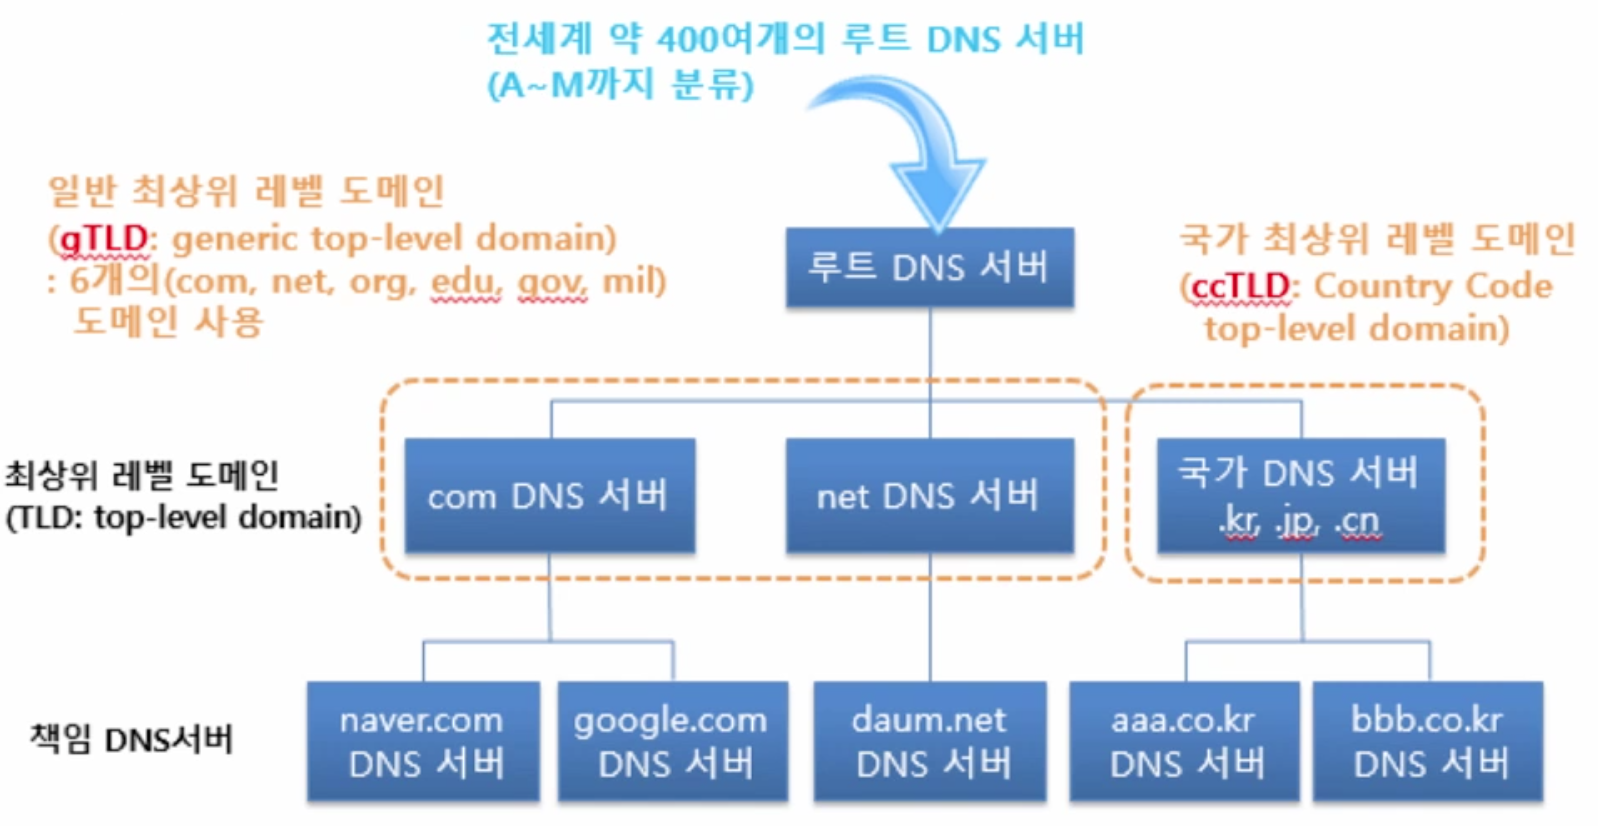 전세계 약 400여개의 루트 DNS 서버
(A~M까지 분류)
일반 최상위 레벨 도메인
(gTLD: generic top-level domain)
: 6개의(com, net, org, edu, gov, mil)
도메인 사용
루트 DNS 서버
국가 최상위 레벨 도메인
(ccTLD: Country Code
top-level domain)
최상위 레벨 도메인
(TLD: top-level domain)
com DNS 서버
net DNS 서버
국가 DNS 서버
.kr, .jp, .cn
책임 DNS서버
naver.com
DNS 서버
google.com
DNS 서버
daum.net
DNS 서버
aaa.co.kr
DNS 서버
bbb.co.kr
DNS 서버